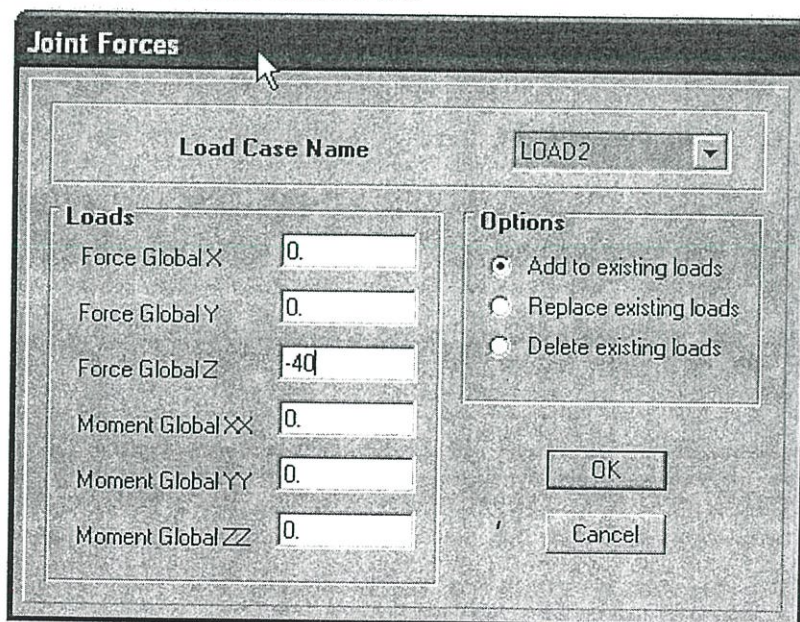 Joint Forces
Load Case Name LOAD2
Loads
Force Global X 0.
Force Global Y 0.
Force Global Z -40
Moment Global XX 0.
Moment Global YY 0.
Moment Global ZZ 0.
Options
Add to existing loads
Replace existing loads
Delete existing loads
OK
Cancel